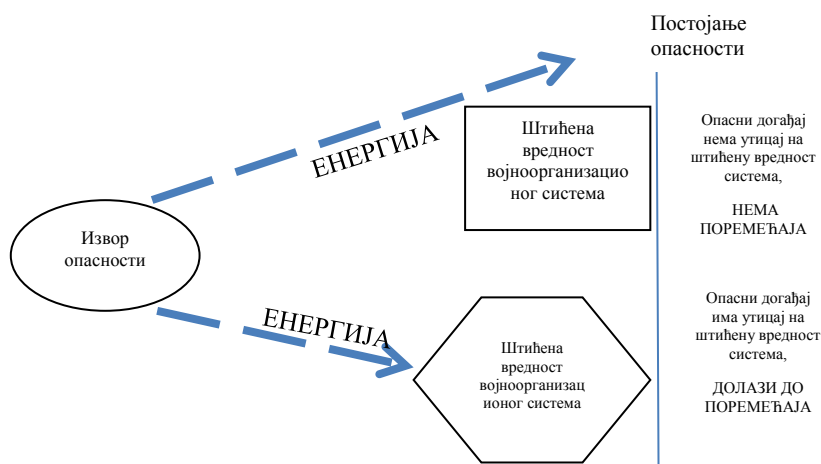 Постојање
опасности
ЕНЕРГИЈА
Штићена
вредност
војноорганизацио
ног система
Опасни догађај
нема утицај на
штићену вредност
система,
НЕМА
ПОРЕМЕЋАЈА
Извор
опасности
ЕНЕРГИЈА
Штићена
вредност
војноорганизац
ионог система
Опасни догађај
има утицај на
штићену вредност
система,
ДОЛАЗИ ДО
ПОРЕМЕЋАЈА